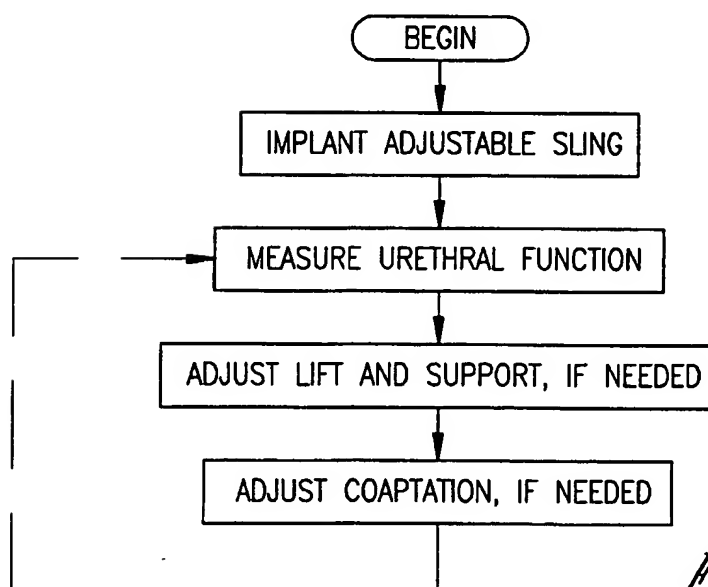 BEGIN
IMPLANT ADJUSTABLE SLING
MEASURE URETHRAL FUNCTION
ADJUST LIFT AND SUPPORT, IF NEEDED
ADJUST COAPTATION, IF NEEDED